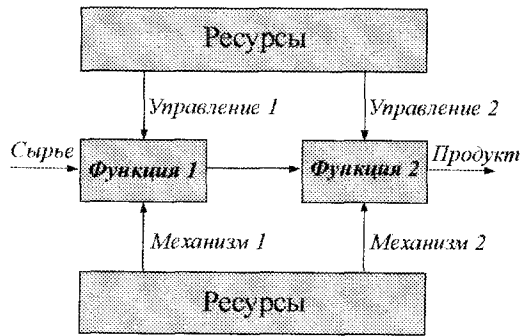 Ресурсы
Управление 1
Управление 2
Сырье
Функция 1
Функция 2
Продукт
Механизм 1
Механизм 2
Ресурсы